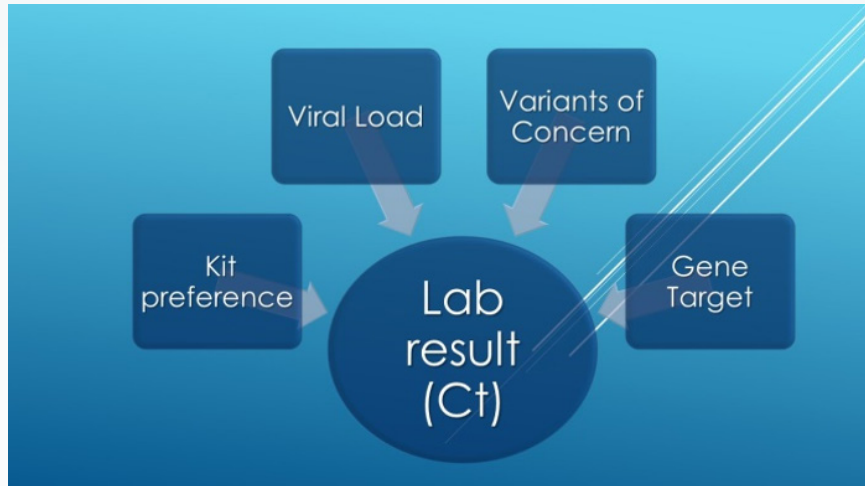 Viral Load
Variants of
Concern
Kit
preference
Gene
Target
Lab
result
(Ct)